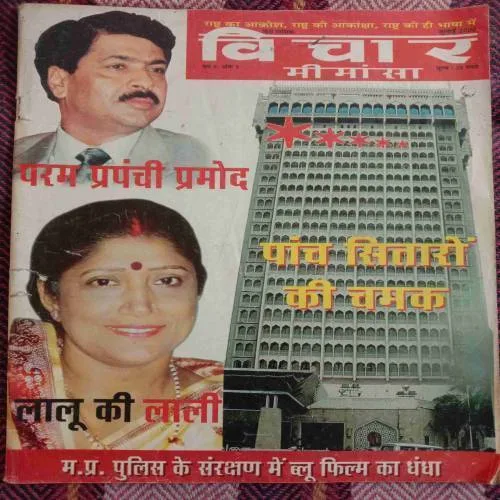 राष्ट्र का आक्रोश, राष्ट्र की आकांक्षा, राष्ट्र की ही भाषा में
विचार
मीमांसा
परम प्रपंची प्रमोद
पांच सितारों
की चमक
लालू की लाली
म.प्र. पुलिस के संरक्षण में ब्लू फिल्म का धंधा